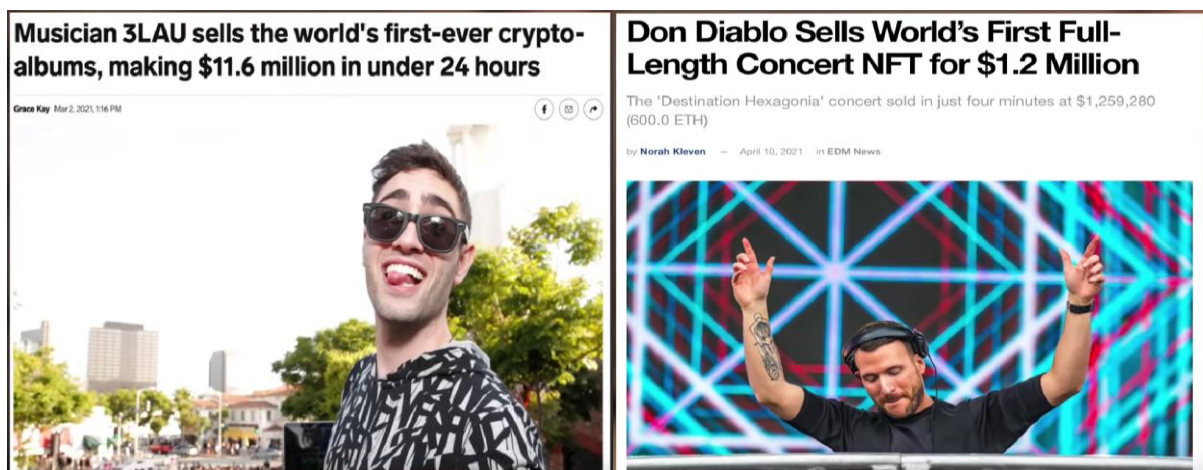 Musician 3LAU sells the world's first-ever crypto-
albums, making $11.6 million in under 24 hours
Grace Kay Mar 2, 2021, 1:16 PM
Don Diablo Sells World's First Full-
Length Concert NFT for $1.2 Million
The 'Destination Hexagonia' concert sold in just four minutes at $1,259,280
(600.0 ETH)
by Norah Kleven — April 10, 2021 in EDM News